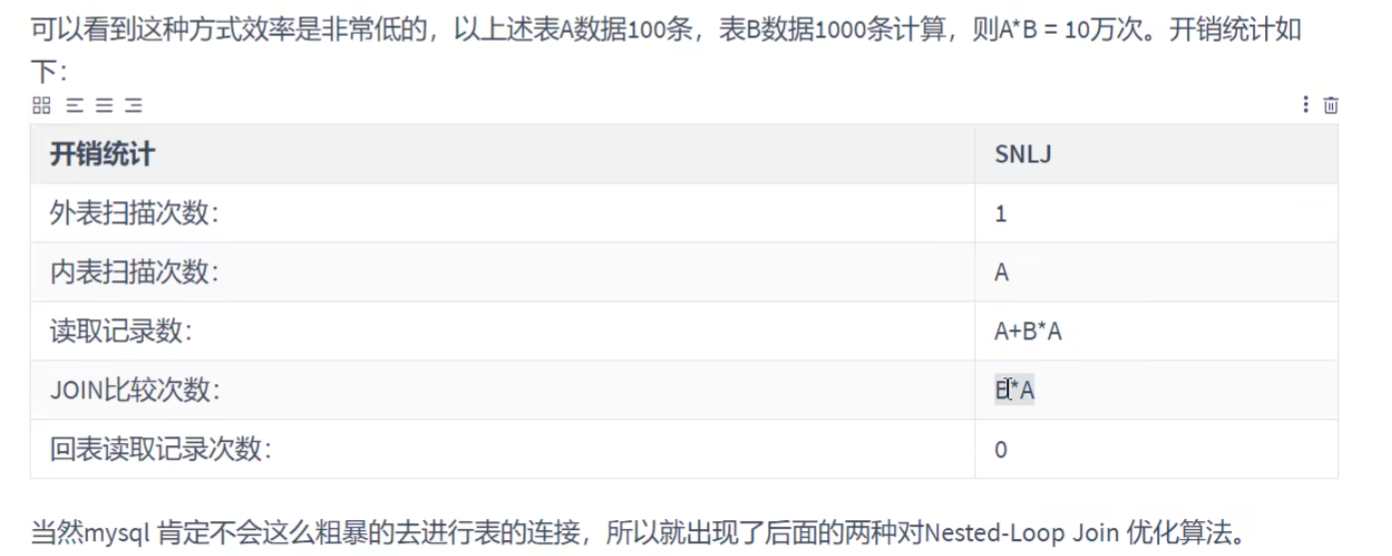 可以看到这种方式效率是非常低的，以上述表A数据100条，表B数据1000条计算，则A*B = 10万次。开销统计如
下：
开销统计 SNLJ
外表扫描次数： 1
内表扫描次数： A
读取记录数： A+B*A
JOIN比较次数： B*A
回表读取记录次数： 0
当然mysql 肯定不会这么粗暴的去进行表的连接，所以就出现了后面的两种对Nested-Loop Join 优化算法。